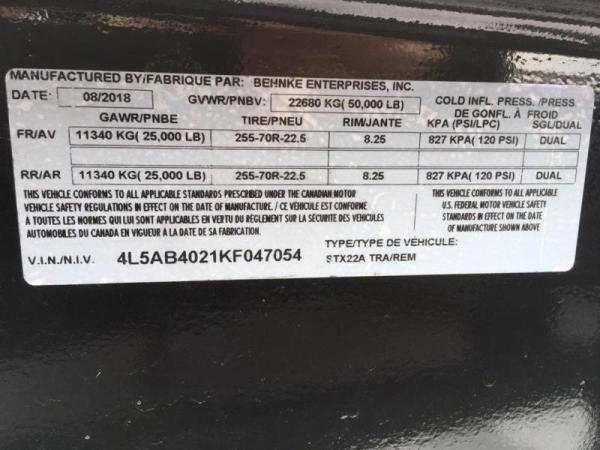 MANUFACTURED BY/FABRIQUE PAR: BEHNKE ENTERPRISES, INC.
DATE: 08/2018 GVWR/PNBV: 22680 KG( 50,000 LB) COLD INFL. PRESS. /PRESS.
DE GONFL. À FROID
GAWR/PNBE TIRE/PNEU RIM/JANTE KPA (PSI/LPC) SGL/DUAL
FR/AV 11340 KG( 25,000 LB) 255-70R-22.5 8.25 827 KPA( 120 PSI) DUAL
RR/AR 11340 KG( 25,000 LB) 255-70R-22.5 8.25 827 KPA( 120 PSI) DUAL
THIS VEHICLE CONFORMS TO ALL APPLICABLE STANDARDS PRESCRIBED UNDER THE CANADIAN MOTOR
VEHICLE SAFETY REGULATIONS IN EFFECT ON THE DATE OF MANUFACTURE. / CE VÉHICULE EST CONFORME
A TOUTES LES NORMES QUI LUI SONT APPLICABLES EN VERTU DU RÈGLEMENT SUR LA SÉCURITÉ DES VÉHICULES
AUTOMOBILES DU CANADA EN VIGUEUR A LA DATE DE SA FABRICATION.
THIS VEHICLE CONFORMS TO ALL APPLICABLE
U.S. FEDERAL MOTOR VEHICLE SAFETY
STANDARDS IN EFFECT ON THE DATE
OF MANUFACTURE SHOWN ABOVE
V.I.N./N.I.V. 4L5AB4021KF047054
TYPE/TYPE DE VÉHICULE:
STX22A TRA/REM